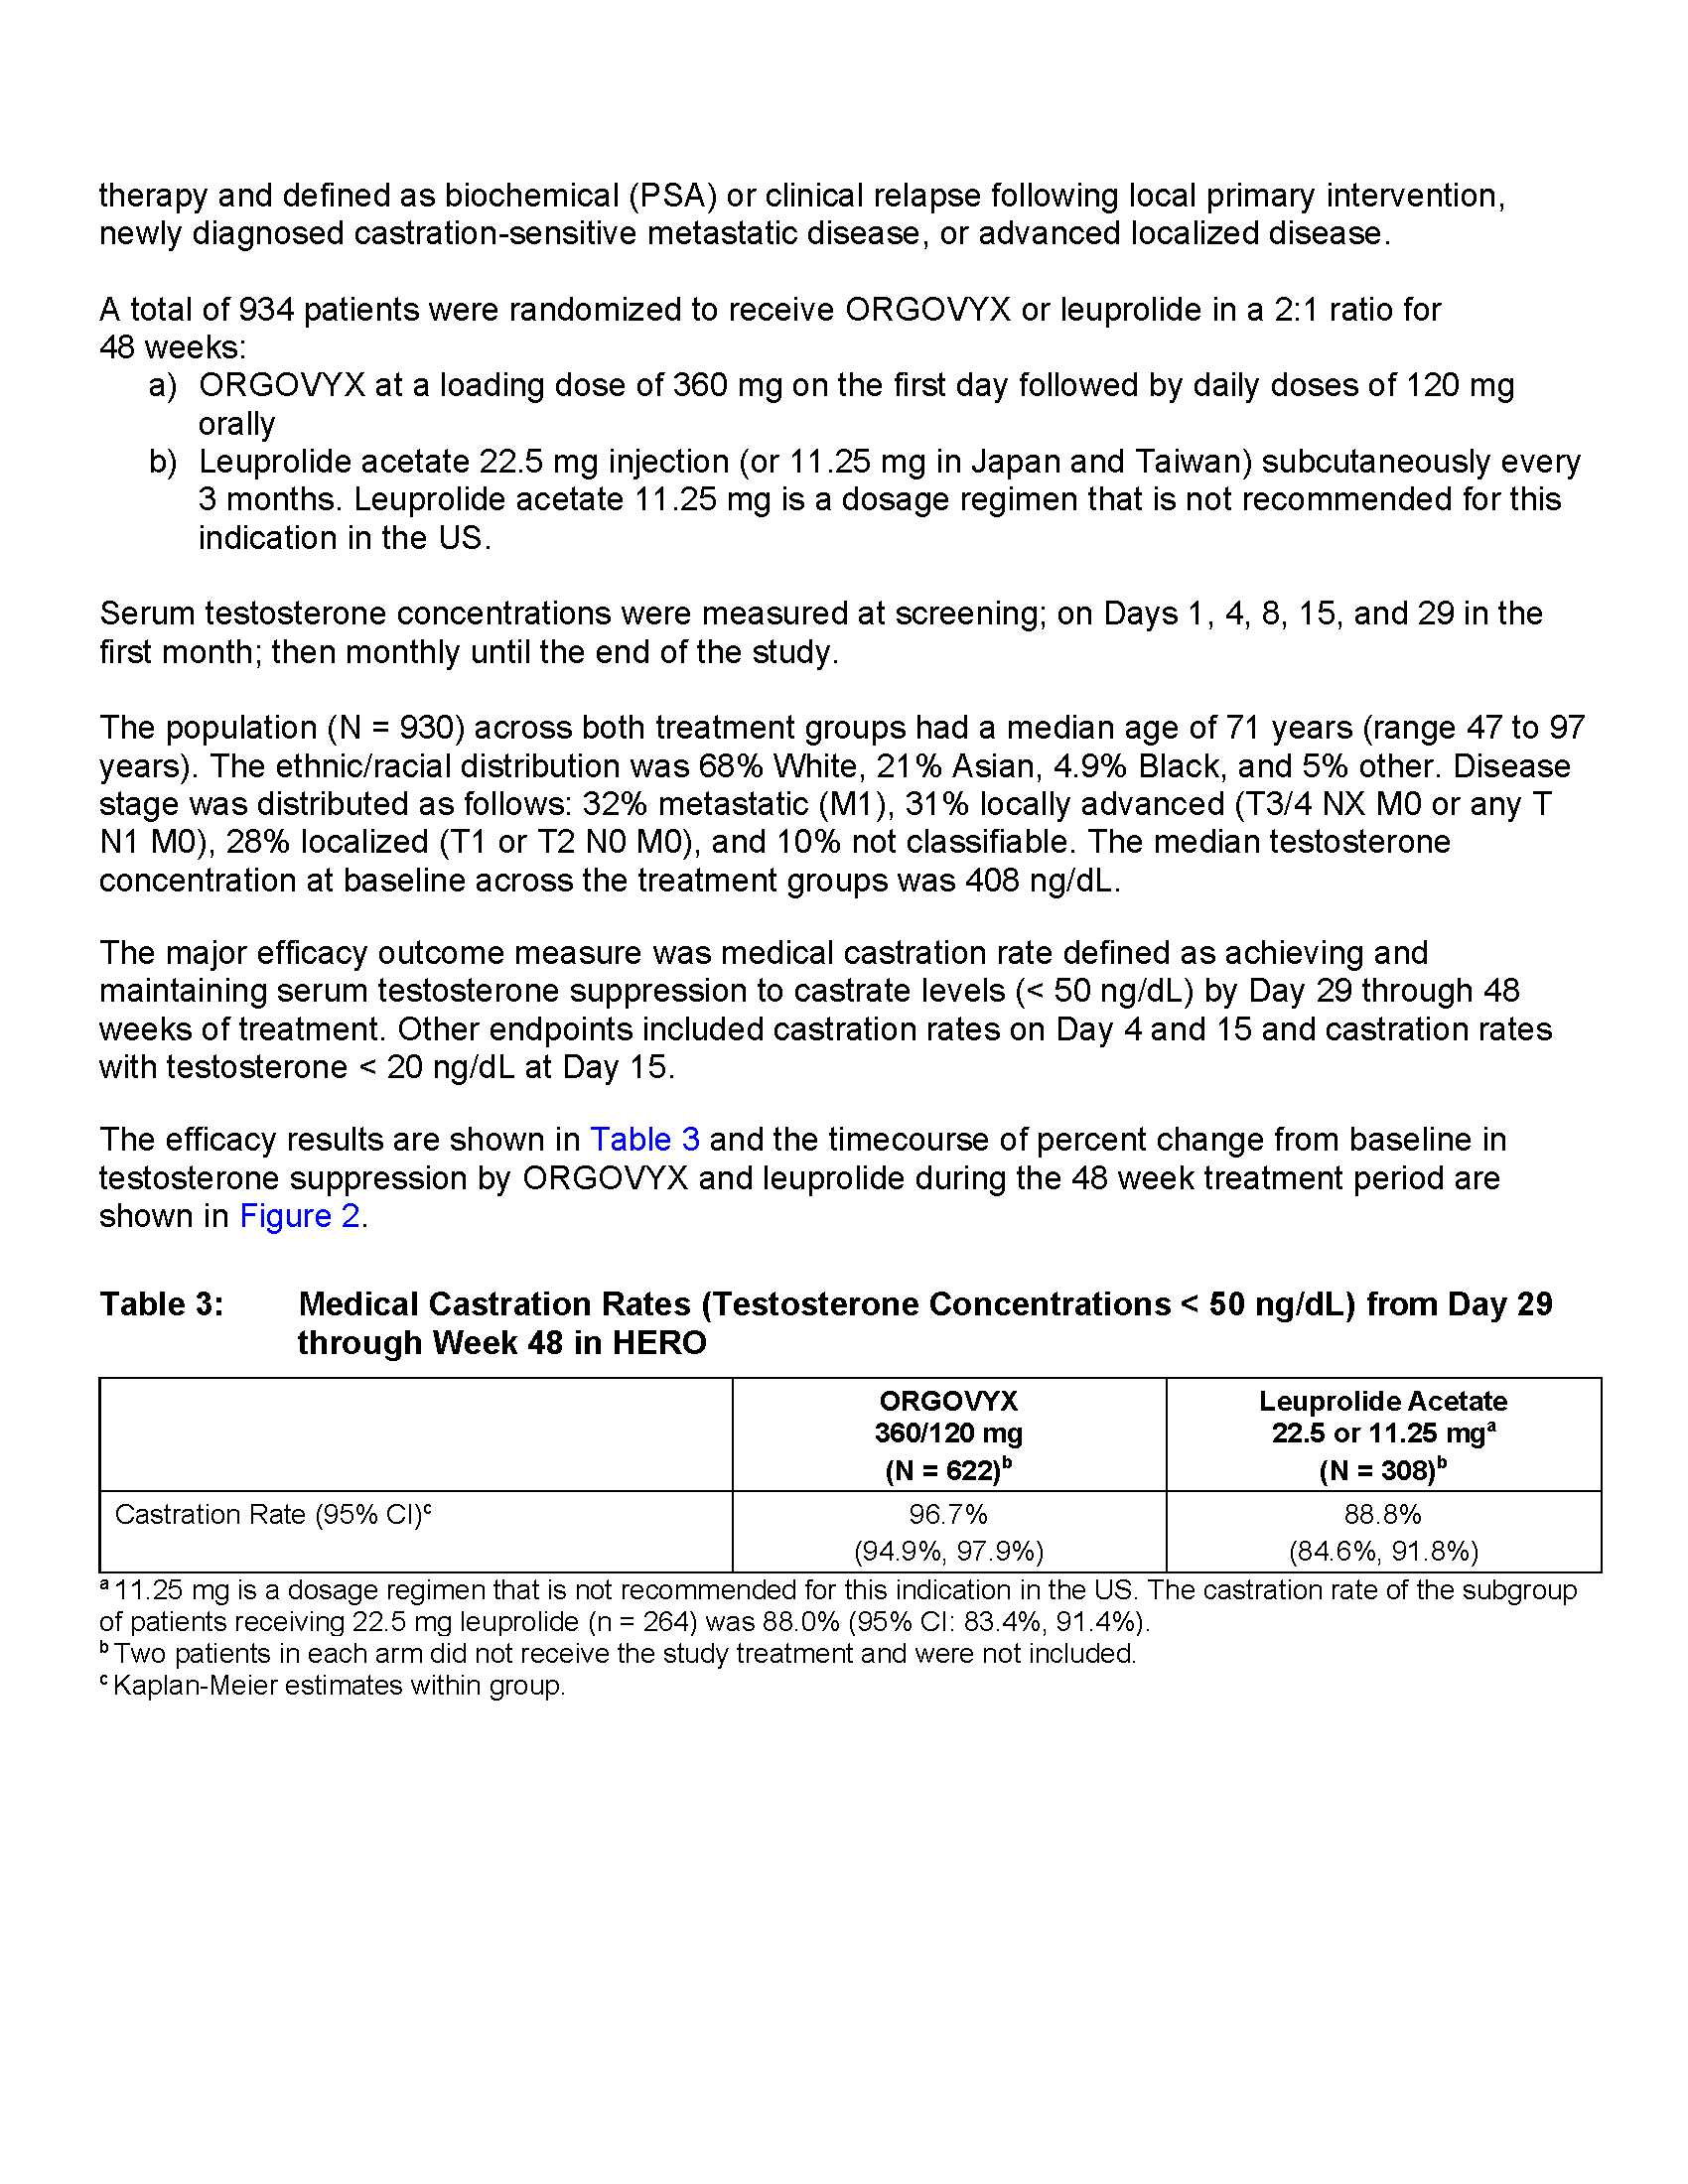 therapy and defined as biochemical (PSA) or clinical relapse following local primary intervention,
newly diagnosed castration-sensitive metastatic disease, or advanced localized disease.
A total of 934 patients were randomized to receive ORGOVYX or leuprolide in a 2:1 ratio for
48 weeks:
a) ORGOVYX at a loading dose of 360 mg on the first day followed by daily doses of 120 mg
orally
b) Leuprolide acetate 22.5 mg injection (or 11.25 mg in Japan and Taiwan) subcutaneously every
3 months. Leuprolide acetate 11.25 mg is a dosage regimen that is not recommended for this
indication in the US.
Serum testosterone concentrations were measured at screening; on Days 1, 4, 8, 15, and 29 in the
first month; then monthly until the end of the study.
The population (N = 930) across both treatment groups had a median age of 71 years (range 47 to 97
years). The ethnic/racial distribution was 68% White, 21% Asian, 4.9% Black, and 5% other. Disease
stage was distributed as follows: 32% metastatic (M1), 31% locally advanced (T3/4 NX M0 or any T
N1 M0), 28% localized (T1 or T2 N0 M0), and 10% not classifiable. The median testosterone
concentration at baseline across the treatment groups was 408 ng/dL.
The major efficacy outcome measure was medical castration rate defined as achieving and
maintaining serum testosterone suppression to castrate levels (< 50 ng/dL) by Day 29 through 48
weeks of treatment. Other endpoints included castration rates on Day 4 and 15 and castration rates
with testosterone < 20 ng/dL at Day 15.
The efficacy results are shown in Table 3 and the timecourse of percent change from baseline in
testosterone suppression by ORGOVYX and leuprolide during the 48 week treatment period are
shown in Figure 2.
Table 3: Medical Castration Rates (Testosterone Concentrations < 50 ng/dL) from Day 29
through Week 48 in HERO
ORGOVYX
360/120 mg
(N = 622)b
Leuprolide Acetate
22.5 or 11.25 mga
(N = 308)b
Castration Rate (95% CI)c
96.7%
(94.9%, 97.9%)
88.8%
(84.6%, 91.8%)
a 11.25 mg is a dosage regimen that is not recommended for this indication in the US. The castration rate of the subgroup
of patients receiving 22.5 mg leuprolide (n = 264) was 88.0% (95% CI: 83.4%, 91.4%).
b Two patients in each arm did not receive the study treatment and were not included.
c Kaplan-Meier estimates within group.